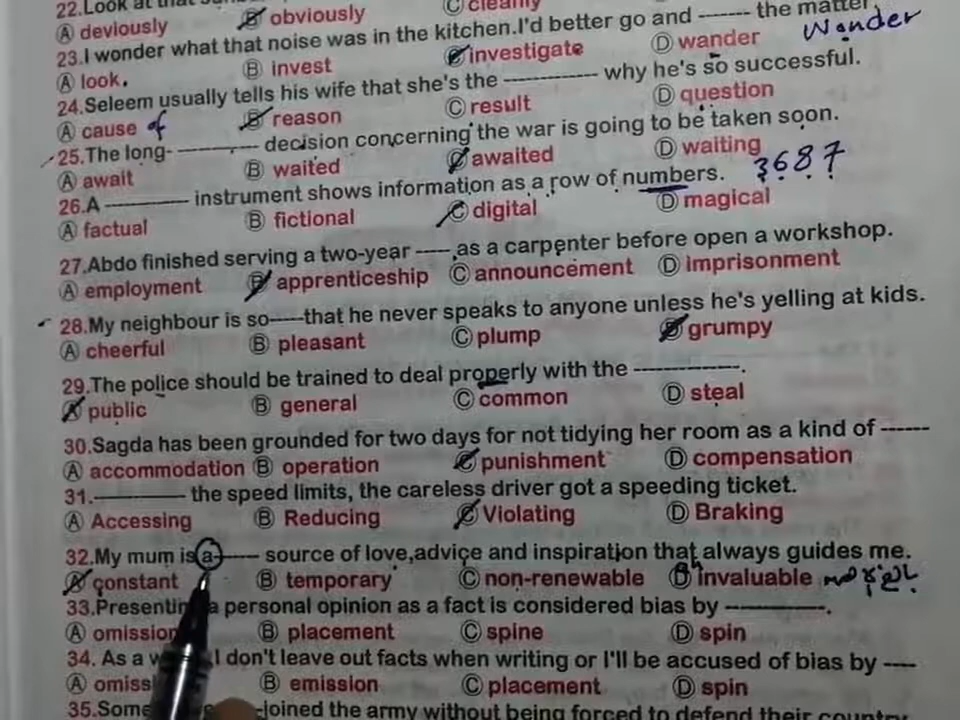 22.Look at that
Ⓐ deviously Ⓑ obviously Ⓒ cleanly
23.I wonder what that noise was in the kitchen.I'd better go and ------- the matter.
Wander
Ⓐ look. Ⓑ invest Ⓒ investigate Ⓓ wander
24.Seleem usually tells his wife that she's the ------------ why he's so successful.
Ⓐ cause of Ⓑ reason Ⓒ result Ⓓ question
25.The long- ----------- decision concerning the war is going to be taken soon.
Ⓐ await Ⓑ waited Ⓒ awaited Ⓓ waiting
3687
26.A ----------- instrument shows information as a row of numbers.
Ⓐ factual Ⓑ fictional Ⓒ digital Ⓓ magical
27.Abdo finished serving a two-year ----- as a carpenter before open a workshop.
Ⓐ employment Ⓑ apprenticeship Ⓒ announcement Ⓓ imprisonment
28.My neighbour is so-----that he never speaks to anyone unless he's yelling at kids.
Ⓐ cheerful Ⓑ pleasant Ⓒ plump Ⓓ grumpy
29.The police should be trained to deal properly with the --------------.
Ⓐ public Ⓑ general Ⓒ common Ⓓ steal
30.Sagda has been grounded for two days for not tidying her room as a kind of ------
Ⓐ accommodation Ⓑ operation Ⓒ punishment Ⓓ compensation
31.------------ the speed limits, the careless driver got a speeding ticket.
Ⓐ Accessing Ⓑ Reducing Ⓒ Violating Ⓓ Braking
32.My mum is a------- source of love,advice and inspiration that always guides me.
Ⓐ constant Ⓑ temporary Ⓒ non-renewable Ⓓ invaluable
33.Presenting a personal opinion as a fact is considered bias by ------------.
Ⓐ omission Ⓑ placement Ⓒ spine Ⓓ spin
34. As a I don't leave out facts when writing or I'll be accused of bias by ----
Ⓐ omiss Ⓑ emission Ⓒ placement Ⓓ spin
35.Some joined the army without being forced to defend their country